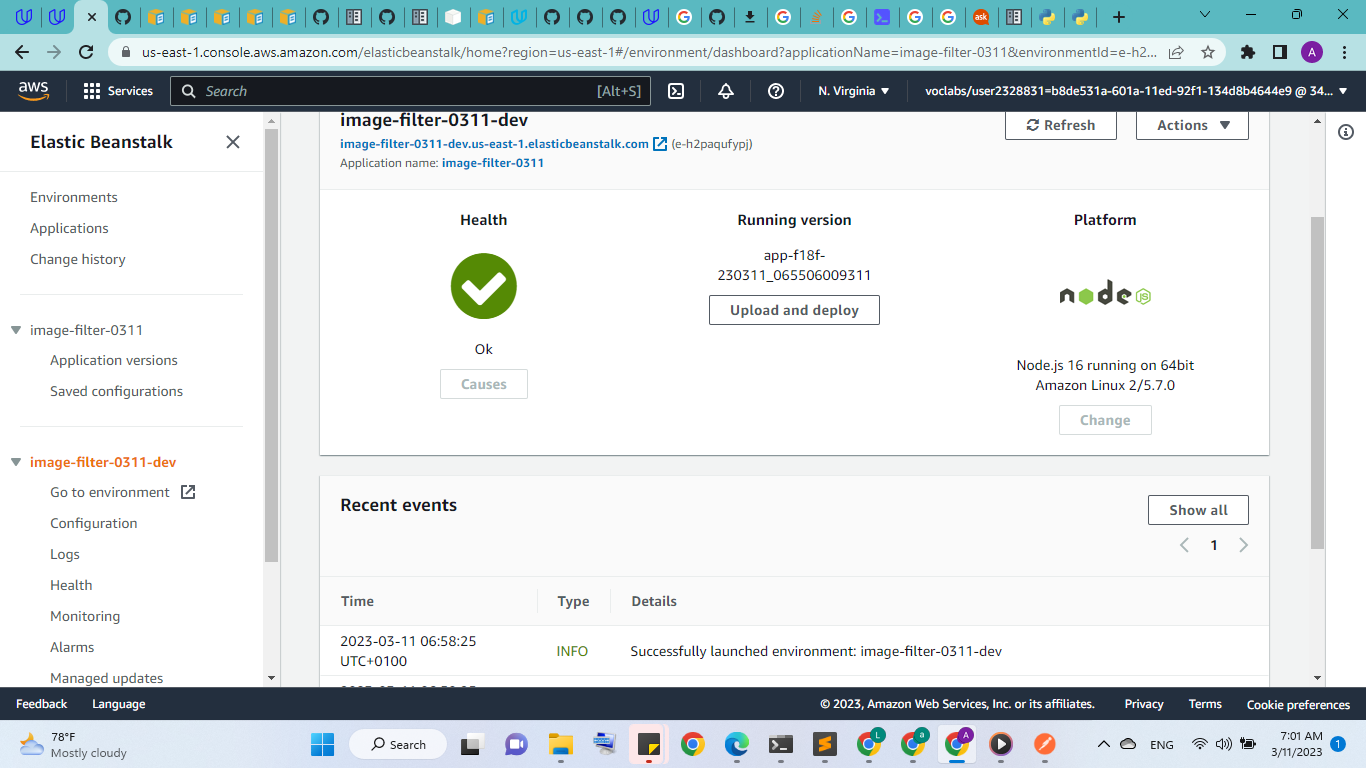 us-east-1.console.aws.amazon.com/elasticbeanstalk/home?region=us-east-1#/environment/dashboard?applicationName=image-filter-0311&environmentId=e-h2...
A
aws
Services
Search
[Alt+S]
N. Virginia
voclabs/user2328831=b8de531a-601a-11ed-92f1-134d8b4644e9 @ 34...
Elastic Beanstalk
Environments
Applications
Change history
image-filter-0311
Application versions
Saved configurations
image-filter-0311-dev
Go to environment
Configuration
Logs
Health
Monitoring
Alarms
Managed updates
image-filter-0311-dev
image-filter-0311-dev.us-east-1.elasticbeanstalk.com (e-h2paqufypj)
Application name: image-filter-0311
Refresh
Actions
Health
Ok
Causes
Running version
app-f18f-
230311_065506009311
Upload and deploy
Platform
node
JS
Node.js 16 running on 64bit
Amazon Linux 2/5.7.0
Change
Recent events
Show all
1
Time
Type
Details
2023-03-11 06:58:25
UTC+0100
INFO
Successfully launched environment: image-filter-0311-dev
Feedback
Language
© 2023, Amazon Web Services, Inc. or its affiliates.
Privacy
Terms
Cookie preferences
78°F
Mostly cloudy
Search
L
a
A
ENG
7:01 AM
3/11/2023
1